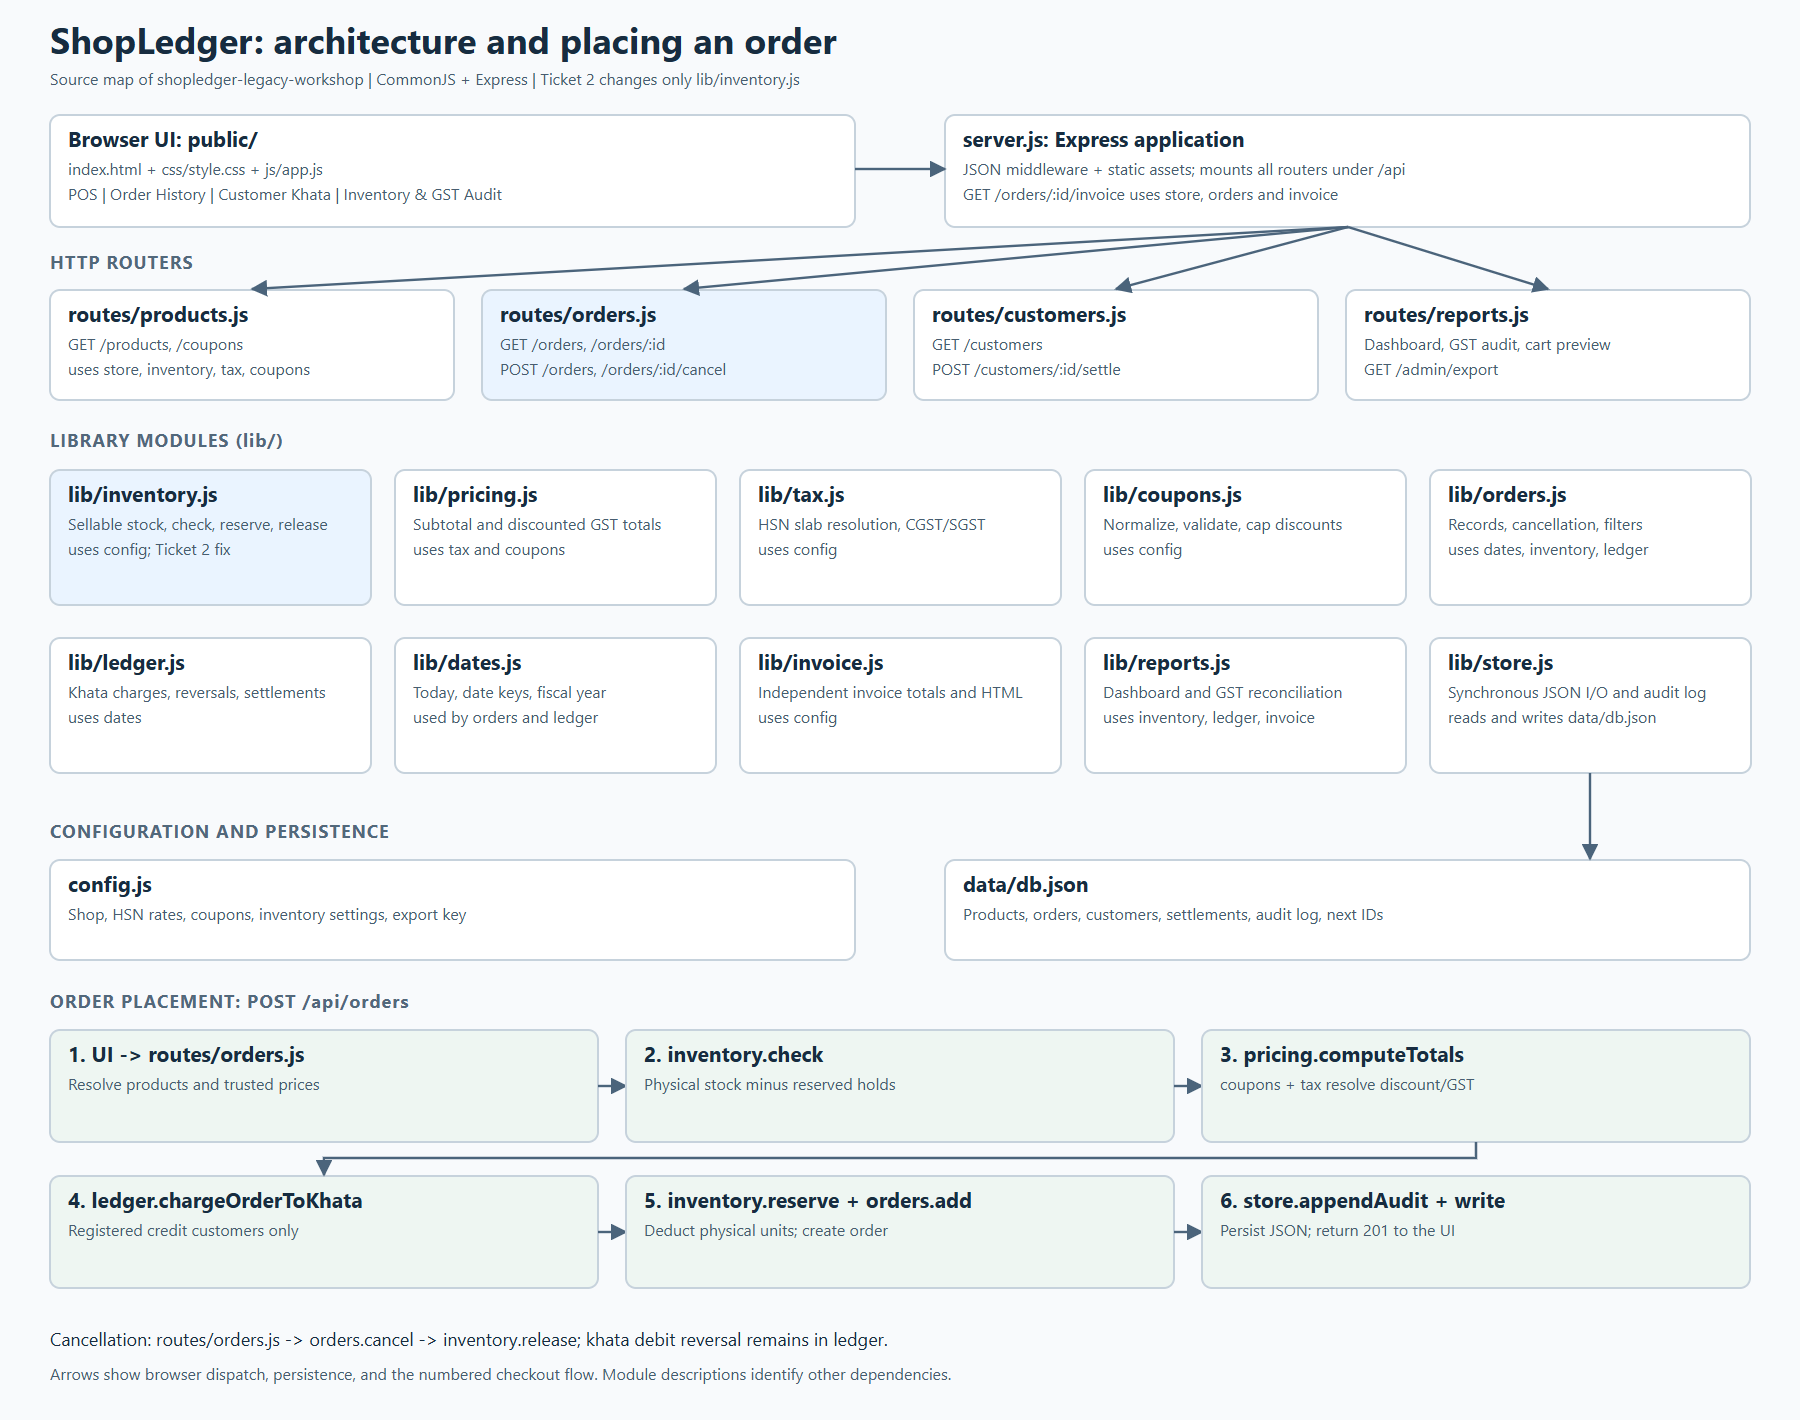 ShopLedger: architecture and placing an order
Source map of shopledger-legacy-workshop | CommonJS + Express | Ticket 2 changes only lib/inventory.js
Browser UI: public/
index.html + css/style.css + js/app.js
POS | Order History | Customer Khata | Inventory & GST Audit
server.js: Express application
JSON middleware + static assets; mounts all routers under /api
GET /orders/:id/invoice uses store, orders and invoice
HTTP ROUTERS
routes/products.js
GET /products, /coupons
uses store, inventory, tax, coupons
routes/orders.js
GET /orders, /orders/:id
POST /orders, /orders/:id/cancel
routes/customers.js
GET /customers
POST /customers/:id/settle
routes/reports.js
Dashboard, GST audit, cart preview
GET /admin/export
LIBRARY MODULES (lib/)
lib/inventory.js
Sellable stock, check, reserve, release
uses config; Ticket 2 fix
lib/pricing.js
Subtotal and discounted GST totals
uses tax and coupons
lib/tax.js
HSN slab resolution, CGST/SGST
uses config
lib/coupons.js
Normalize, validate, cap discounts
uses config
lib/orders.js
Records, cancellation, filters
uses dates, inventory, ledger
lib/ledger.js
Khata charges, reversals, settlements
uses dates
lib/dates.js
Today, date keys, fiscal year
used by orders and ledger
lib/invoice.js
Independent invoice totals and HTML
uses config
lib/reports.js
Dashboard and GST reconciliation
uses inventory, ledger, invoice
lib/store.js
Synchronous JSON I/O and audit log
reads and writes data/db.json
CONFIGURATION AND PERSISTENCE
config.js
Shop, HSN rates, coupons, inventory settings, export key
data/db.json
Products, orders, customers, settlements, audit log, next IDs
ORDER PLACEMENT: POST /api/orders
1. UI -> routes/orders.js
Resolve products and trusted prices
2. inventory.check
Physical stock minus reserved holds
3. pricing.computeTotals
coupons + tax resolve discount/GST
4. ledger.chargeOrderToKhata
Registered credit customers only
5. inventory.reserve + orders.add
Deduct physical units; create order
6. store.appendAudit + write
Persist JSON; return 201 to the UI
Cancellation: routes/orders.js -> orders.cancel -> inventory.release; khata debit reversal remains in ledger.
Arrows show browser dispatch, persistence, and the numbered checkout flow. Module descriptions identify other dependencies.